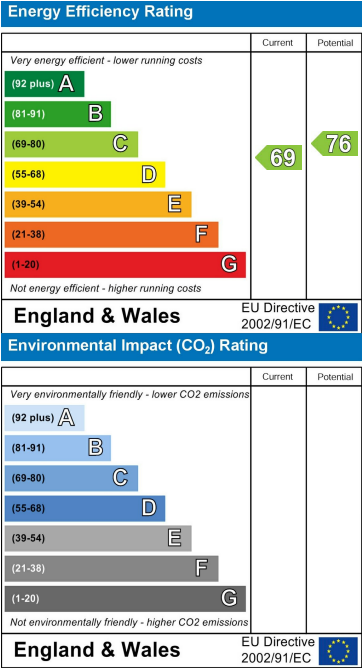 Energy Efficiency Rating
Current Potential
Very energy efficient - lower running costs
(92 plus) A
(81-91) B
(69-80) C
69 76
(55-68) D
(39-54) E
(21-38) F
(1-20) G
Not energy efficient - higher running costs
England & Wales
EU Directive
2002/91/EC
Environmental Impact (CO₂) Rating
Current Potential
Very environmentally friendly - lower CO2 emissions
(92 plus) A
(81-91) B
(69-80) C
(55-68) D
(39-54) E
(21-38) F
(1-20) G
Not environmentally friendly - higher CO2 emissions
England & Wales
EU Directive
2002/91/EC